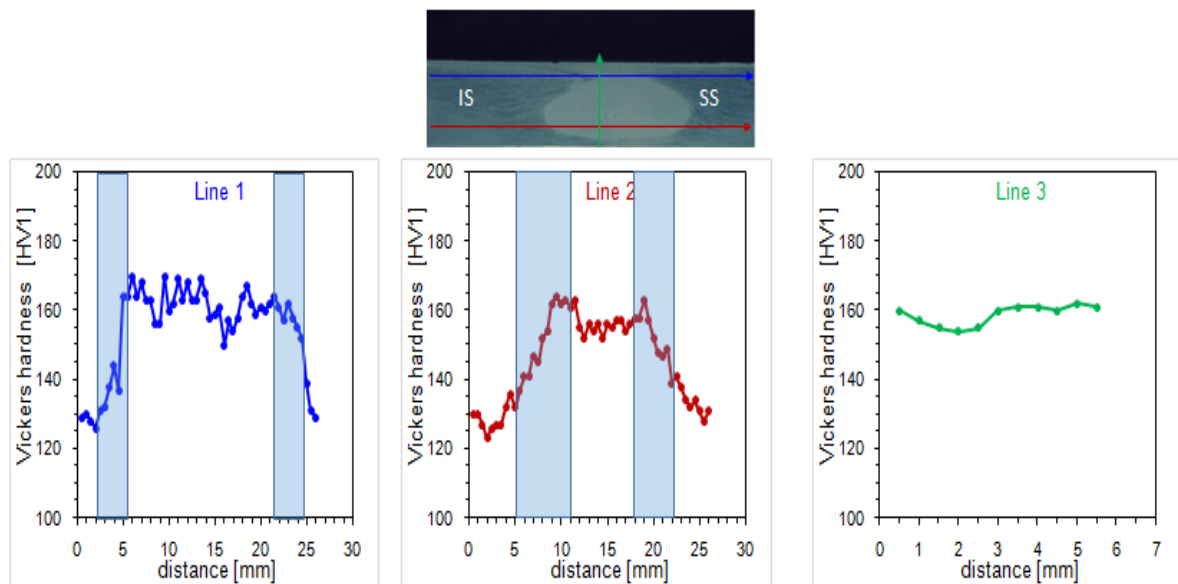 IS SS
Line 1
Vickers hardness [HV1]
200
180
160
140
120
100
0 5 10 15 20 25 30
distance [mm]
Line 2
Vickers hardness [HV1]
200
180
160
140
120
100
0 5 10 15 20 25 30
distance [mm]
Line 3
Vickers hardness [HV1]
200
180
160
140
120
100
0 1 2 3 4 5 6 7
distance [mm]